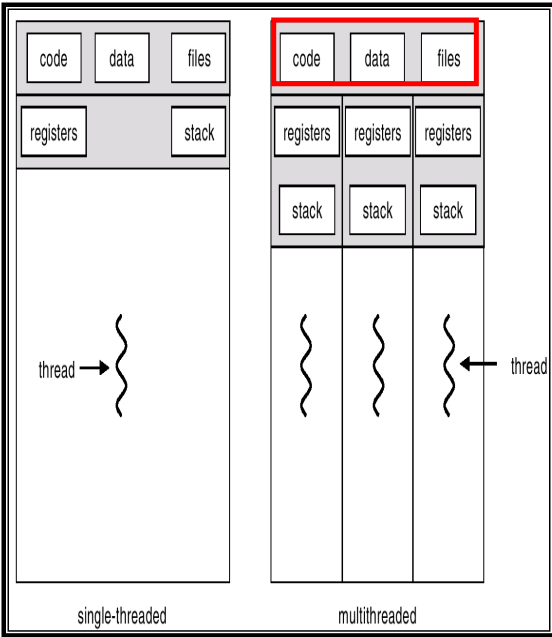 code data files
registers stack
thread
single-threaded
code data files
registers registers registers
stack stack stack
thread
multithreaded